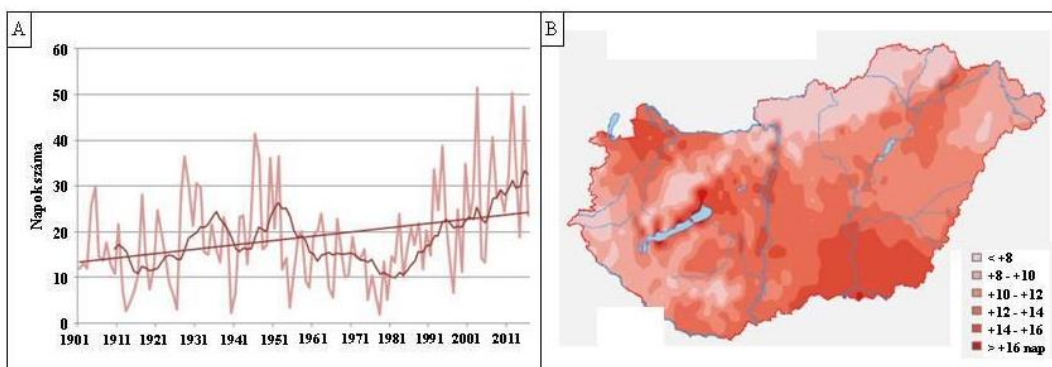 A
Napok száma
60
50
40
30
20
10
0
1901 1911 1921 1931 1941 1951 1961 1971 1981 1991 2001 2011
B
< +8
+8 - +10
+10 - +12
+12 - +14
+14 - +16
> +16 nap